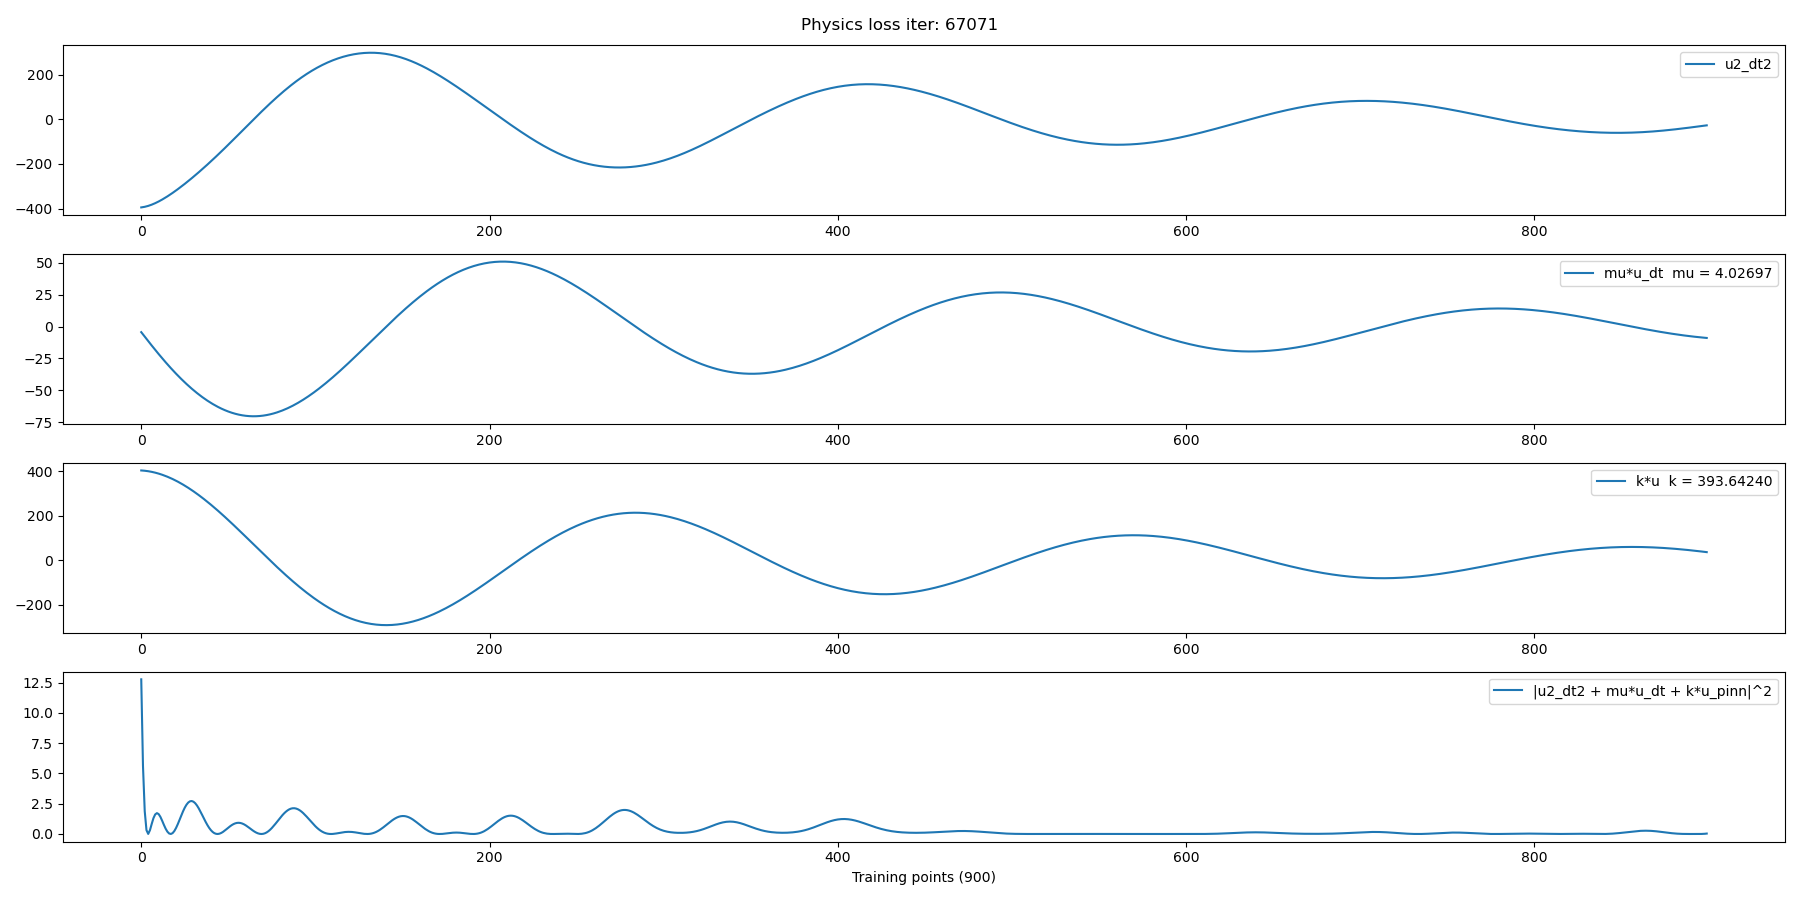 Physics loss iter: 67071
u2_dt2
200
0
−200
−400
0 200 400 600 800
mu*u_dt  mu = 4.02697
50
25
0
−25
−50
−75
0 200 400 600 800
k*u  k = 393.64240
400
200
0
−200
0 200 400 600 800
|u2_dt2 + mu*u_dt + k*u_pinn|^2
12.5
10.0
7.5
5.0
2.5
0.0
0 200 400 600 800
Training points (900)